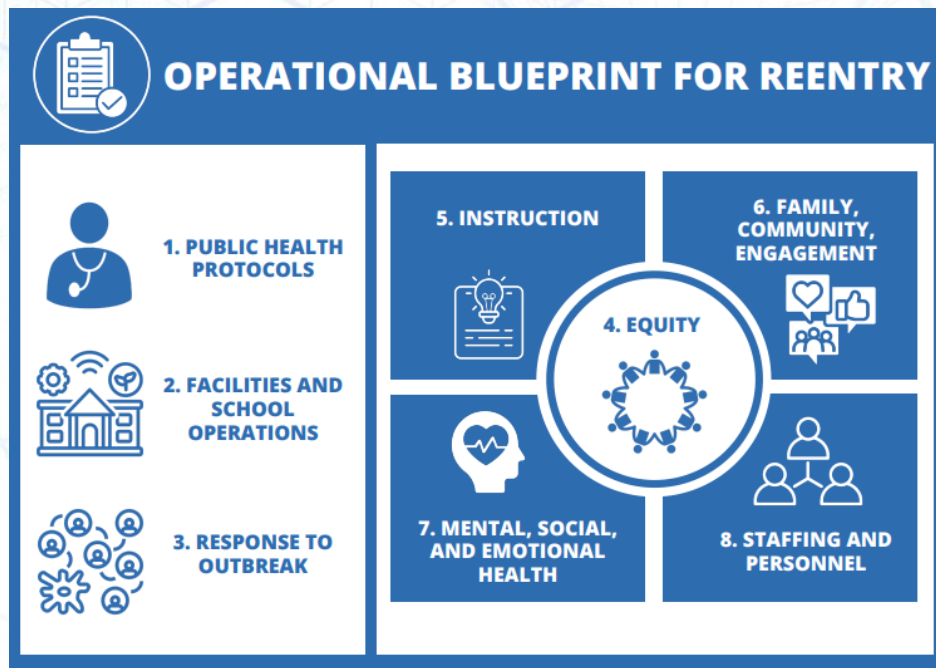 OPERATIONAL BLUEPRINT FOR REENTRY
1. PUBLIC HEALTH
PROTOCOLS
2. FACILITIES AND
SCHOOL
OPERATIONS
3. RESPONSE TO
OUTBREAK
4. EQUITY
5. INSTRUCTION
6. FAMILY,
COMMUNITY,
ENGAGEMENT
7. MENTAL, SOCIAL,
AND EMOTIONAL
HEALTH
8. STAFFING AND
PERSONNEL